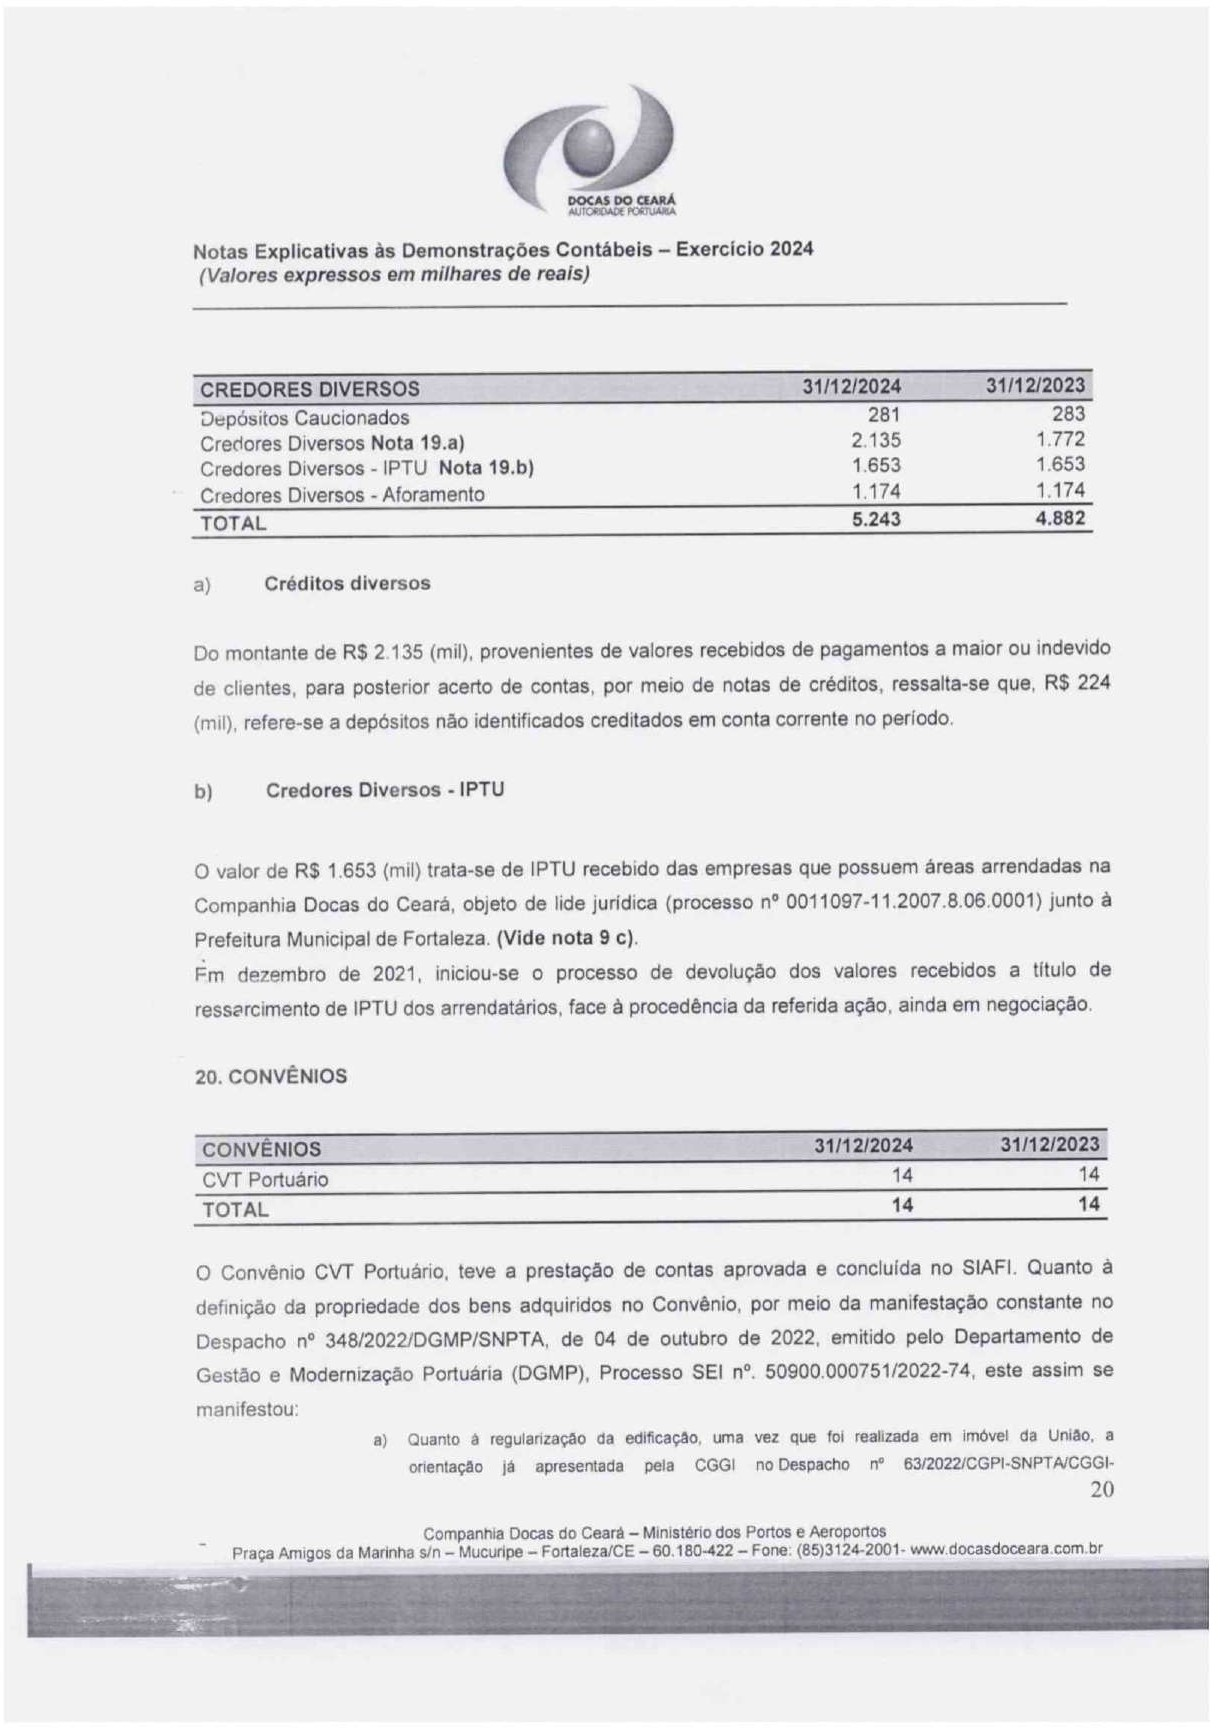 DOCAS DO CEARÁ
AUTORIDADE PORTUÁRIA
Notas Explicativas às Demonstrações Contábeis – Exercício 2024
(Valores expressos em milhares de reais)
CREDORES DIVERSOS 31/12/2024 31/12/2023
Depósitos Caucionados 281 283
Credores Diversos Nota 19.a) 2.135 1.772
Credores Diversos - IPTU Nota 19.b) 1.653 1.653
Credores Diversos - Aforamento 1.174 1.174
TOTAL 5.243 4.882
a) Créditos diversos
Do montante de R$ 2.135 (mil), provenientes de valores recebidos de pagamentos a maior ou indevido
de clientes, para posterior acerto de contas, por meio de notas de créditos, ressalta-se que, R$ 224
(mil), refere-se a depósitos não identificados creditados em conta corrente no período.
b) Credores Diversos - IPTU
O valor de R$ 1.653 (mil) trata-se de IPTU recebido das empresas que possuem áreas arrendadas na
Companhia Docas do Ceará, objeto de lide jurídica (processo nº 0011097-11.2007.8.06.0001) junto à
Prefeitura Municipal de Fortaleza. (Vide nota 9 c).
Em dezembro de 2021, iniciou-se o processo de devolução dos valores recebidos a título de
ressarcimento de IPTU dos arrendatários, face à procedência da referida ação, ainda em negociação.
20. CONVÊNIOS
CONVÊNIOS 31/12/2024 31/12/2023
CVT Portuário 14 14
TOTAL 14 14
O Convênio CVT Portuário, teve a prestação de contas aprovada e concluída no SIAFI. Quanto à
definição da propriedade dos bens adquiridos no Convênio, por meio da manifestação constante no
Despacho nº 348/2022/DGMP/SNPTA, de 04 de outubro de 2022, emitido pelo Departamento de
Gestão e Modernização Portuária (DGMP), Processo SEI nº. 50900.000751/2022-74, este assim se
manifestou:
a) Quanto à regularização da edificação, uma vez que foi realizada em imóvel da União, a
orientação já apresentada pela CGGI no Despacho nº 63/2022/CGPI-SNPTA/CGGI-
20
Companhia Docas do Ceará – Ministério dos Portos e Aeroportos
Praça Amigos da Marinha s/n – Mucuripe – Fortaleza/CE – 60.180-422 – Fone: (85)3124-2001- www.docasdoceara.com.br